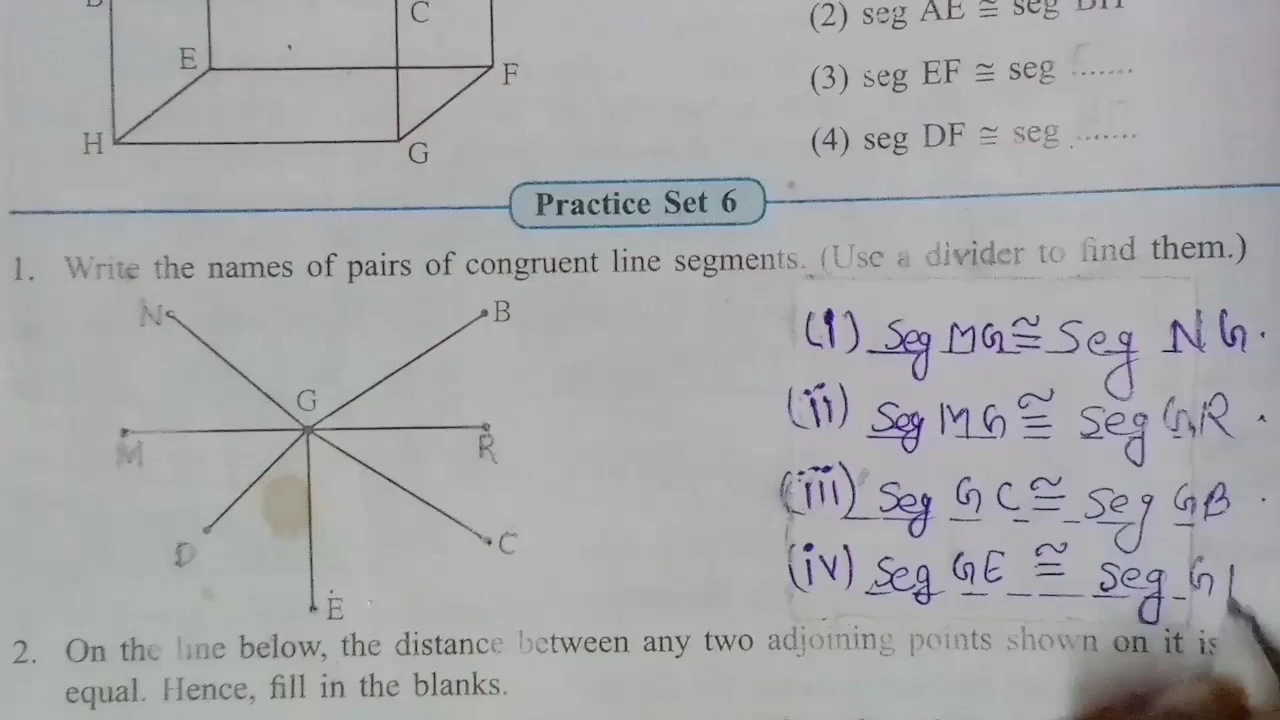 C
(2) seg AE ≅ seg
E
F
(3) seg EF ≅ seg .......
H
G
(4) seg DF ≅ seg .......
Practice Set 6
1. Write the names of pairs of congruent line segments. (Use a divider to find them.)
N
B
G
M
R
D
C
E
(i) Seg MG ≅ Seg NG.
(ii) Seg MG ≅ seg GR.
(iii) Seg GC ≅ seg GB.
(iv) Seg GE ≅ seg G
2. On the line below, the distance between any two adjoining points shown on it is
equal. Hence, fill in the blanks.